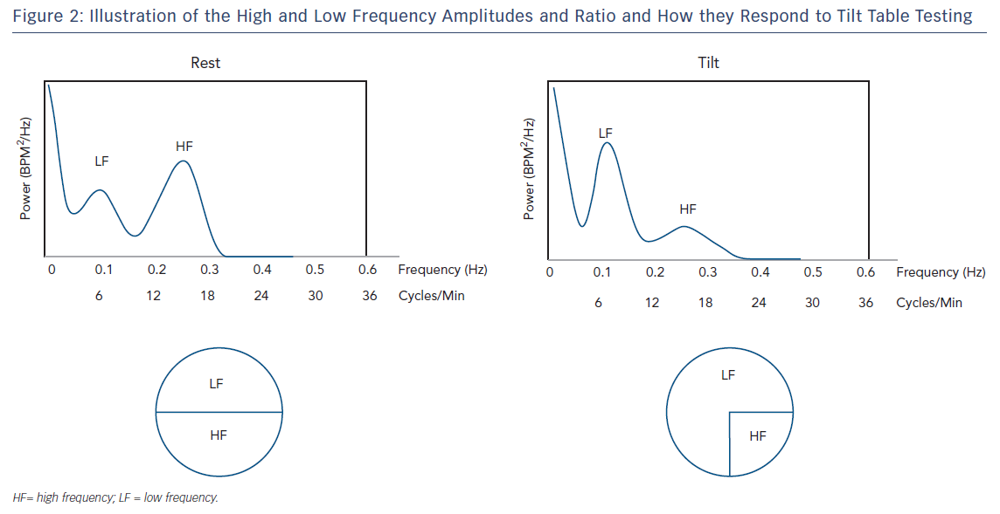 Figure 2: Illustration of the High and Low Frequency Amplitudes and Ratio and How they Respond to Tilt Table Testing
Rest
Power (BPM²/Hz)
LF
HF
0 0.1 0.2 0.3 0.4 0.5 0.6 Frequency (Hz)
6 12 18 24 30 36 Cycles/Min
LF
HF
Tilt
Power (BPM²/Hz)
LF
HF
0 0.1 0.2 0.3 0.4 0.5 0.6 Frequency (Hz)
6 12 18 24 30 36 Cycles/Min
LF
HF
HF= high frequency; LF = low frequency.